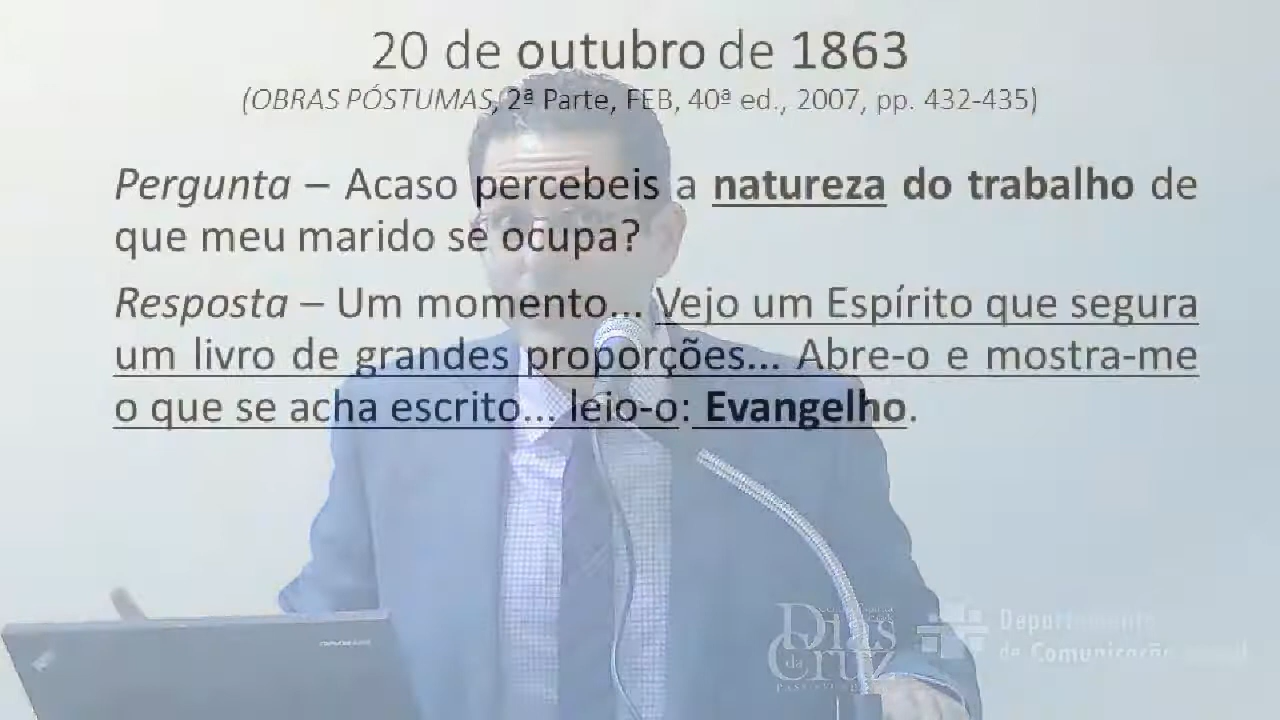 20 de outubro de 1863
(OBRAS PÓSTUMAS, 2ª Parte, FEB, 40ª ed., 2007, pp. 432-435)
Pergunta – Acaso percebeis a natureza do trabalho de
que meu marido se ocupa?
Resposta – Um momento... Vejo um Espírito que segura
um livro de grandes proporções... Abre-o e mostra-me
o que se acha escrito... leio-o: Evangelho.
Dias
da
Cruz
Departamento
de Comunicação